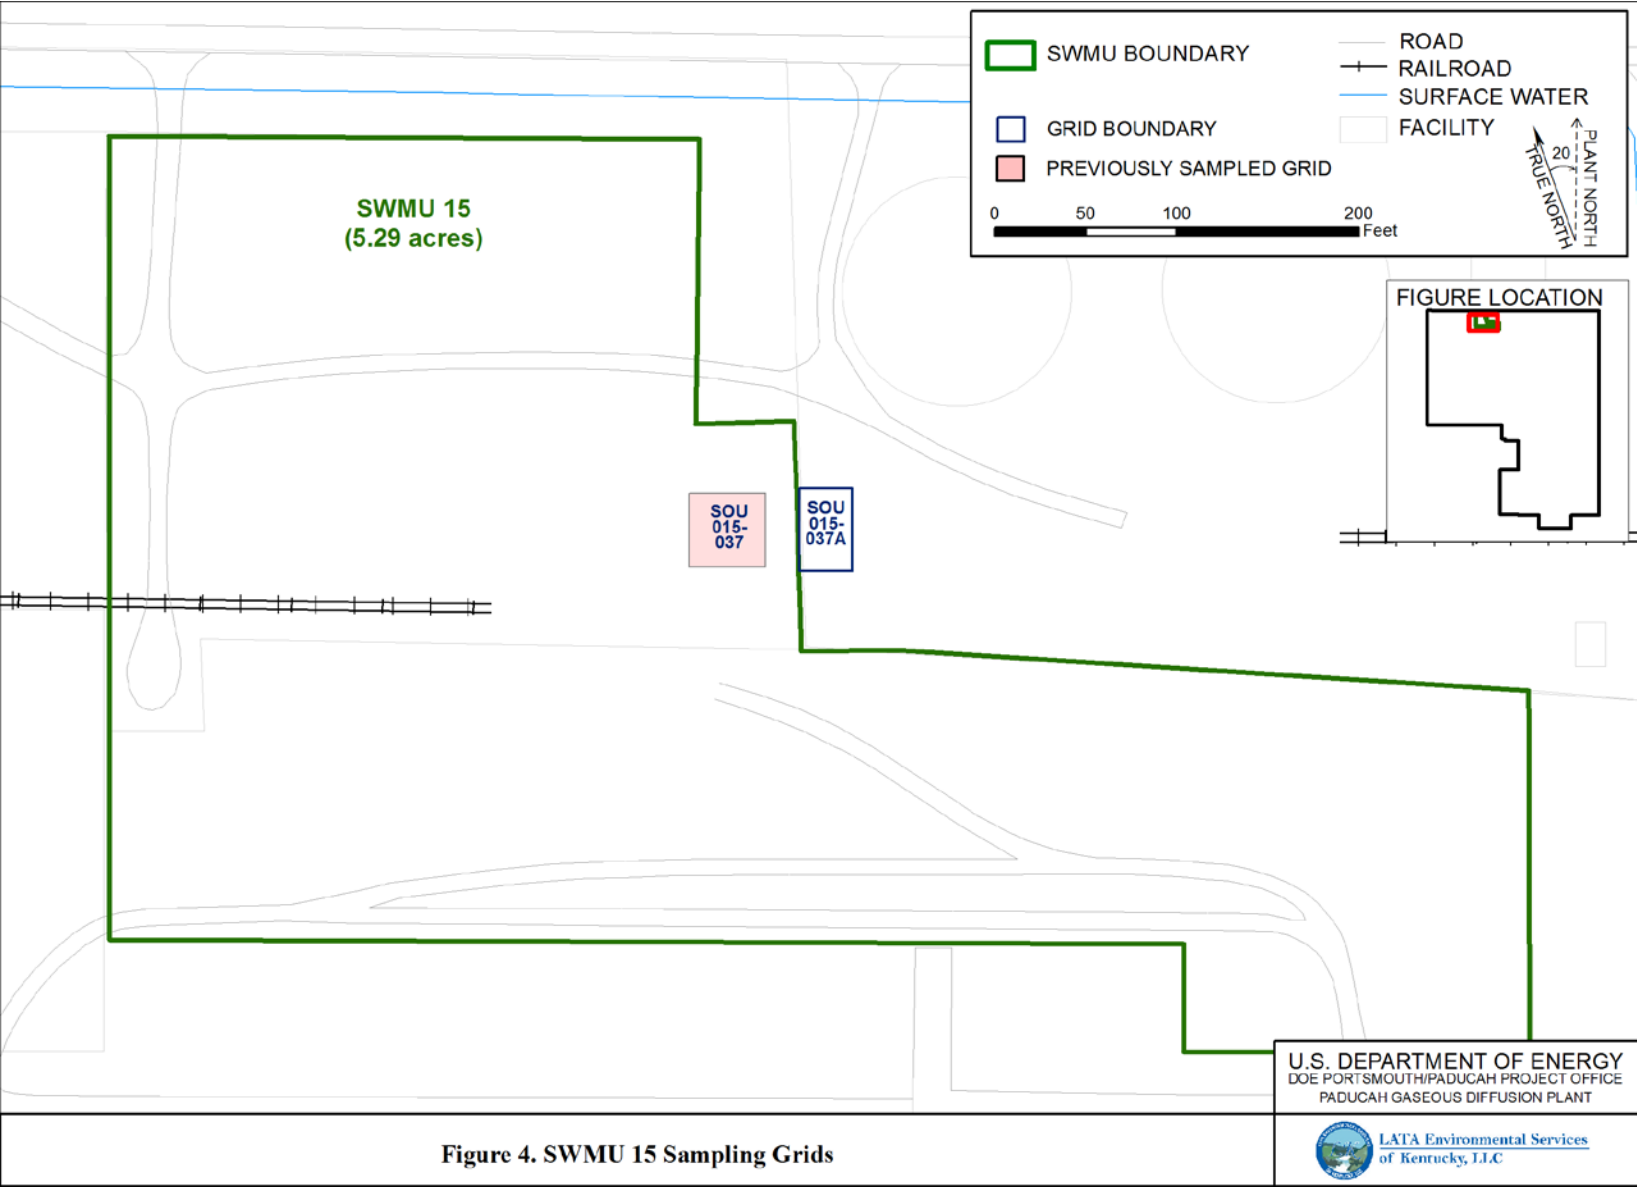 SWMU BOUNDARY
GRID BOUNDARY
PREVIOUSLY SAMPLED GRID
ROAD
RAILROAD
SURFACE WATER
FACILITY
0 50 100 200
Feet
TRUE NORTH
20
PLANT NORTH
SWMU 15
(5.29 acres)
FIGURE LOCATION
SOU
015-
037
SOU
015-
037A
U.S. DEPARTMENT OF ENERGY
DOE PORTSMOUTH/PADUCAH PROJECT OFFICE
PADUCAH GASEOUS DIFFUSION PLANT
Figure 4. SWMU 15 Sampling Grids
LATA Environmental Services
of Kentucky, LLC